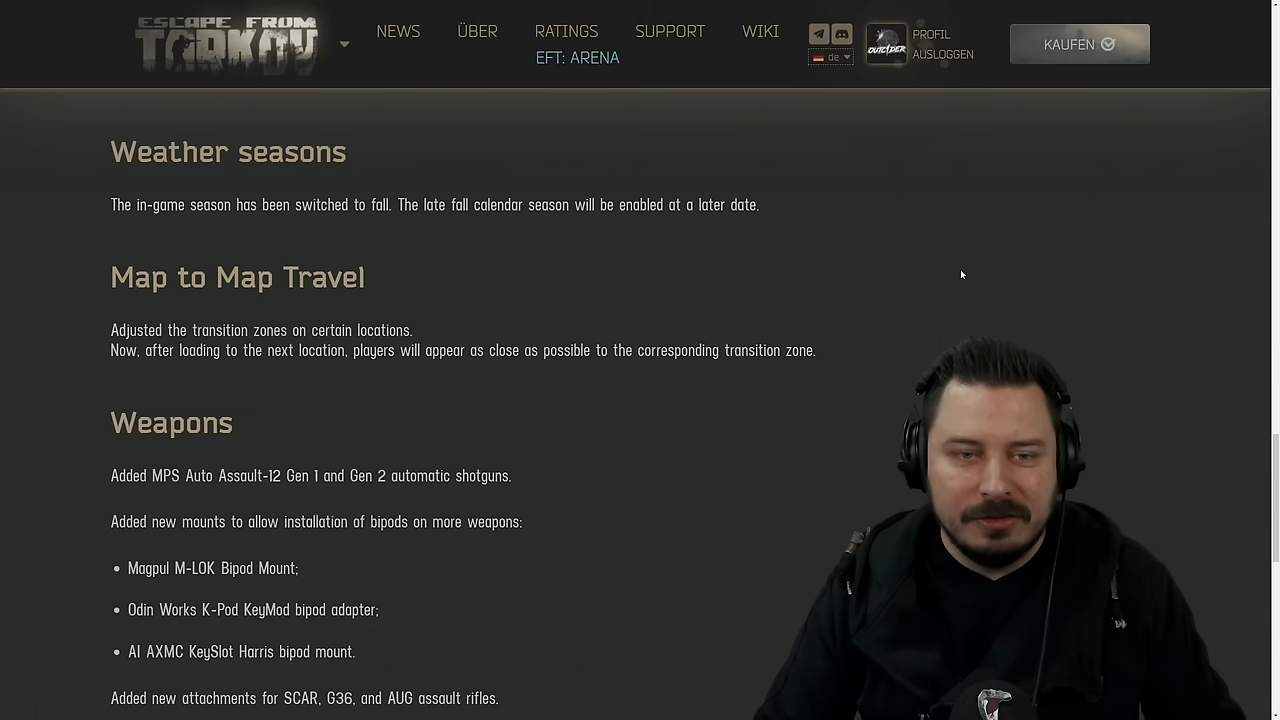 ESCAPE FROM
TARKOV
NEWS
ÜBER
RATINGS
SUPPORT
WIKI
EFT: ARENA
de
OUTCIDER
PROFIL
AUSLOGGEN
KAUFEN
Weather seasons
The in-game season has been switched to fall. The late fall calendar season will be enabled at a later date.
Map to Map Travel
Adjusted the transition zones on certain locations.
Now, after loading to the next location, players will appear as close as possible to the corresponding transition zone.
Weapons
Added MPS Auto Assault-12 Gen 1 and Gen 2 automatic shotguns.
Added new mounts to allow installation of bipods on more weapons:
• Magpul M-LOK Bipod Mount;
• Odin Works K-Pod KeyMod bipod adapter;
• AI AXMC KeySlot Harris bipod mount.
Added new attachments for SCAR, G36, and AUG assault rifles.